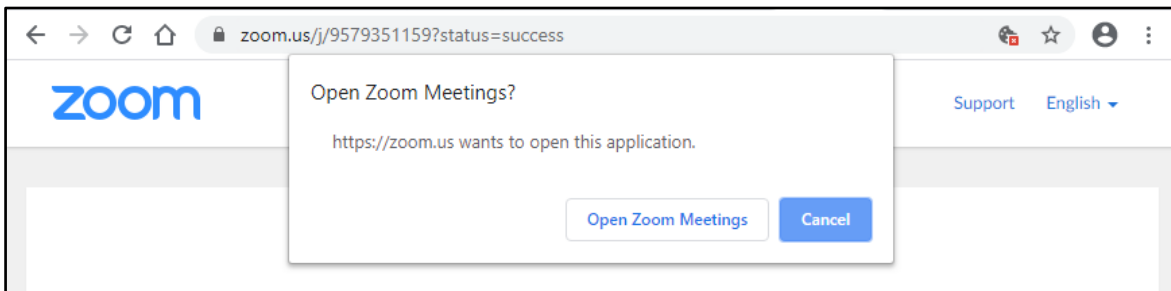 zoom.us/j/9579351159?status=success
zoom
Support English
Open Zoom Meetings?
https://zoom.us wants to open this application.
Open Zoom Meetings Cancel